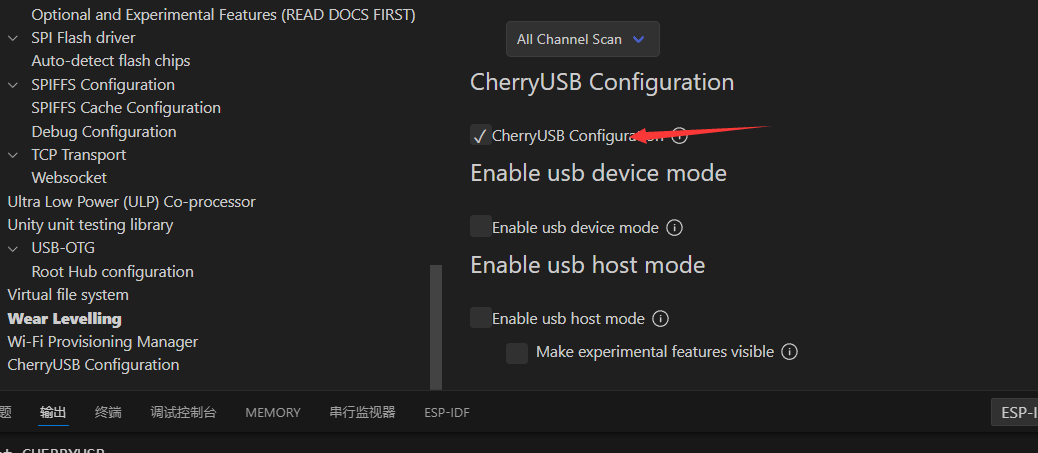 Optional and Experimental Features (READ DOCS FIRST)
SPI Flash driver
Auto-detect flash chips
SPIFFS Configuration
SPIFFS Cache Configuration
Debug Configuration
TCP Transport
Websocket
Ultra Low Power (ULP) Co-processor
Unity unit testing library
USB-OTG
Root Hub configuration
Virtual file system
Wear Levelling
Wi-Fi Provisioning Manager
CherryUSB Configuration
All Channel Scan
CherryUSB Configuration
CherryUSB Configuration
Enable usb device mode
Enable usb device mode
Enable usb host mode
Enable usb host mode
Make experimental features visible
题 输出 终端 调试控制台 MEMORY 串行监视器 ESP-IDF
CHERRYUSB